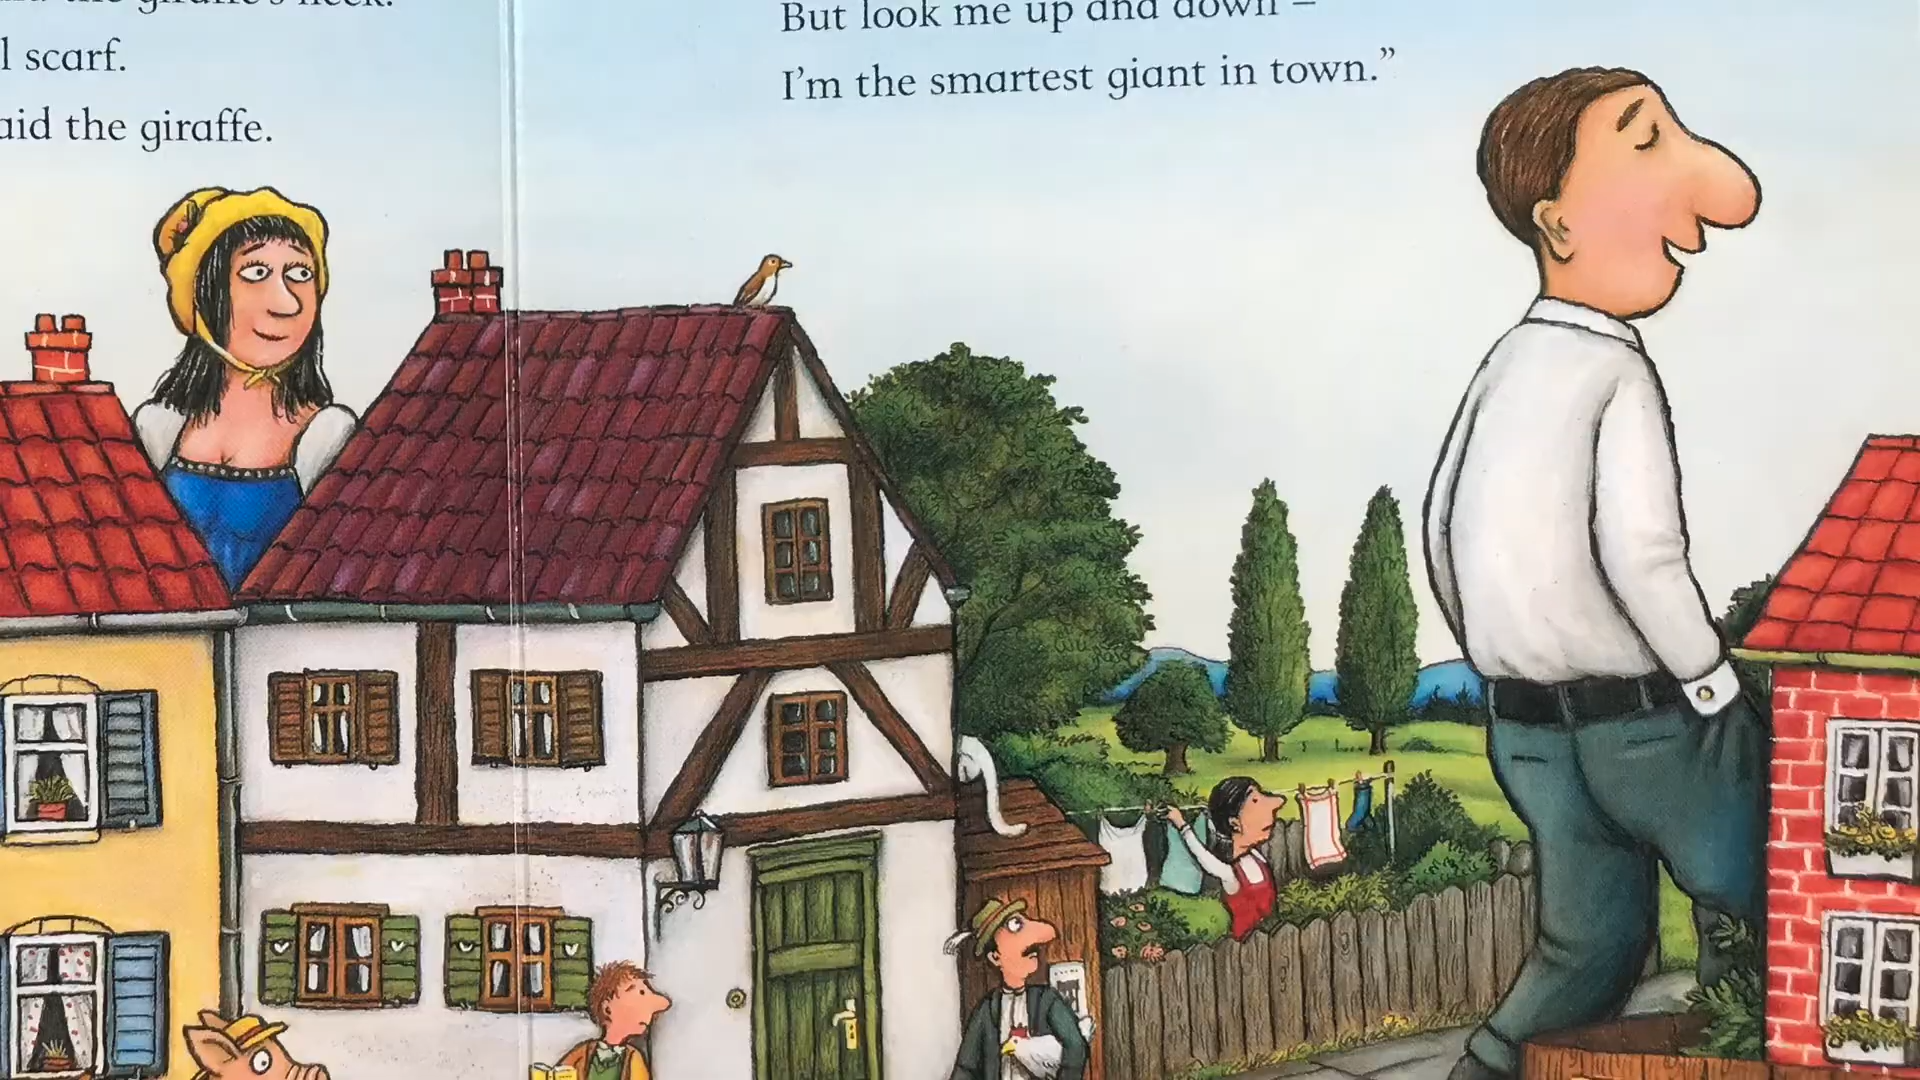 l scarf.
aid the giraffe.
But look me up and down –
I'm the smartest giant in town.”